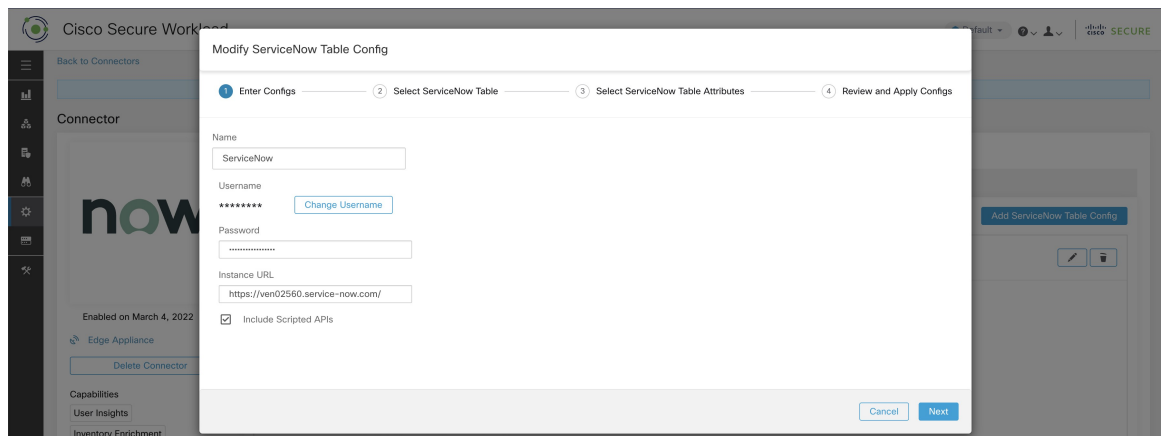 Cisco Secure Workload
Default
CISCO SECURE
Modify ServiceNow Table Config
Back to Connectors
1 Enter Configs
2 Select ServiceNow Table
3 Select ServiceNow Table Attributes
4 Review and Apply Configs
Connector
Name
ServiceNow
now
Username
******** Change Username
Add ServiceNow Table Config
Password
Instance URL
https://ven02560.service-now.com/
Enabled on March 4, 2022
Include Scripted APIs
Edge Appliance
Delete Connector
Capabilities
User Insights
Cancel Next
Inventory Enrichment